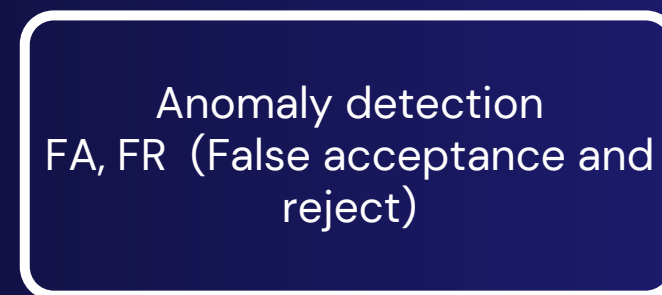 Anomaly detection
FA, FR (False acceptance and
reject)